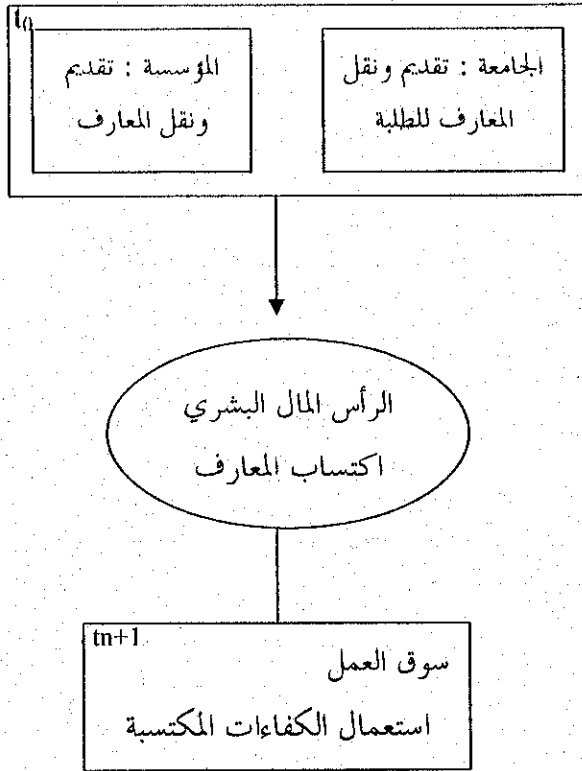 t0
الجامعة : تقديم ونقل
المعارف للطلبة
المؤسسة : تقديم
ونقل المعارف
الرأس المال البشري
اكتساب المعارف
tn+1
سوق العمل
استعمال الكفاءات المكتسبة